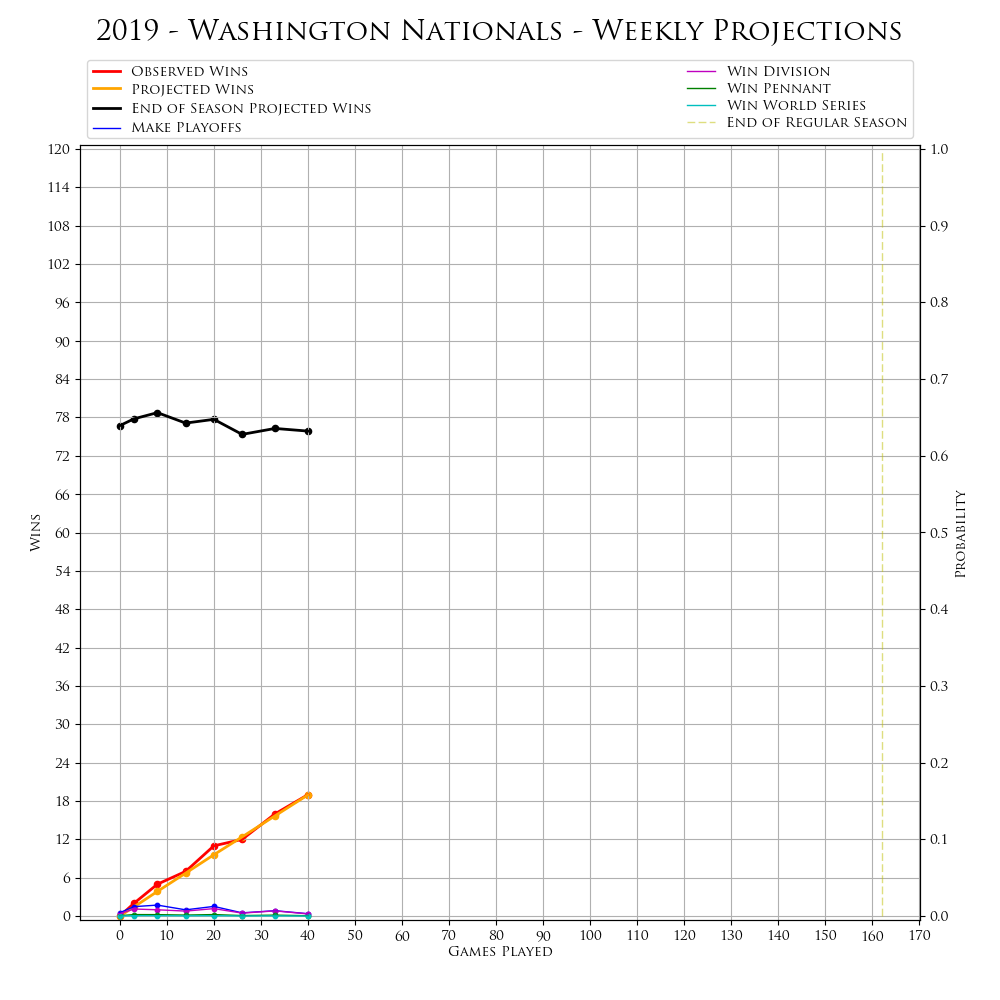 2019 - Washington Nationals - Weekly Projections
Observed Wins
Projected Wins
End of Season Projected Wins
Make Playoffs
Win Division
Win Pennant
Win World Series
End of Regular Season
120
114
108
102
96
90
84
78
72
66
60
54
48
42
36
30
24
18
12
6
0
Wins
1.0
0.9
0.8
0.7
0.6
0.5
0.4
0.3
0.2
0.1
0.0
Probability
0 10 20 30 40 50 60 70 80 90 100 110 120 130 140 150 160 170
Games Played